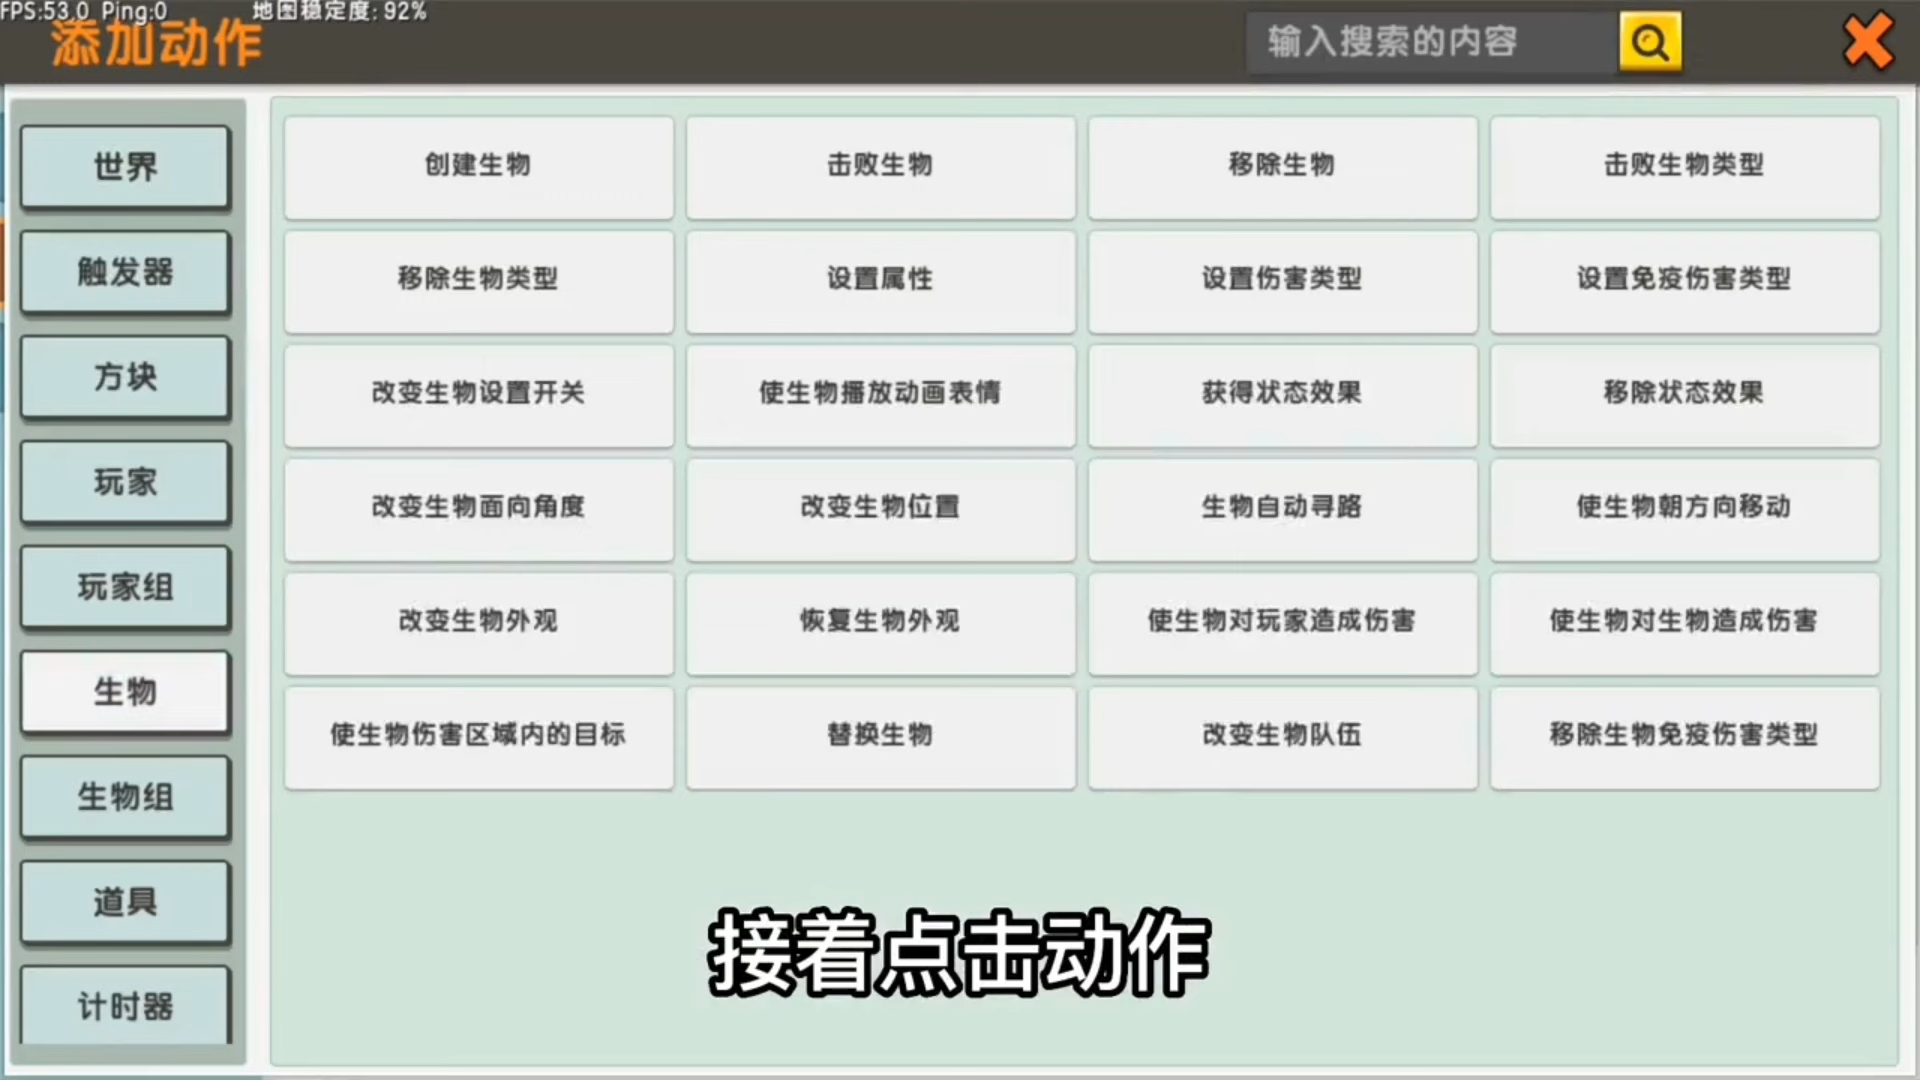 FPS:53.0 Ping:0 地图稳定度: 92%
添加动作
输入搜索的内容
世界
触发器
方块
玩家
玩家组
生物
生物组
道具
计时器
创建生物 击败生物 移除生物 击败生物类型
移除生物类型 设置属性 设置伤害类型 设置免疫伤害类型
改变生物设置开关 使生物播放动画表情 获得状态效果 移除状态效果
改变生物面向角度 改变生物位置 生物自动寻路 使生物朝方向移动
改变生物外观 恢复生物外观 使生物对玩家造成伤害 使生物对生物造成伤害
使生物伤害区域内的目标 替换生物 改变生物队伍 移除生物免疫伤害类型
接着点击动作